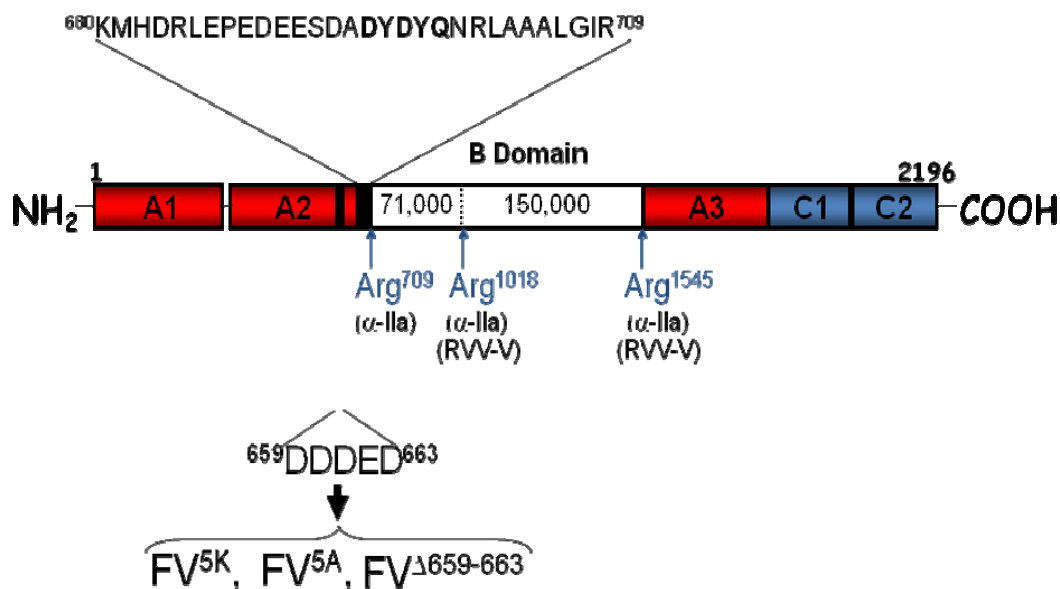 ⁶⁸⁰KMHDRLEPEDEESDADYDYQNRLAAALGIR⁷⁰⁹
B Domain
1 2196
NH₂ A1 A2 71,000 150,000 A3 C1 C2 COOH
Arg⁷⁰⁹ Arg¹⁰¹⁸ Arg¹⁵⁴⁵
(α-IIa) (α-IIa) (α-IIa)
(RVV-V) (RVV-V)
⁶⁵⁹DDDED⁶⁶³
FV⁵ᴷ, FV⁵ᴬ, FVᐃ⁶⁵⁹⁻⁶⁶³